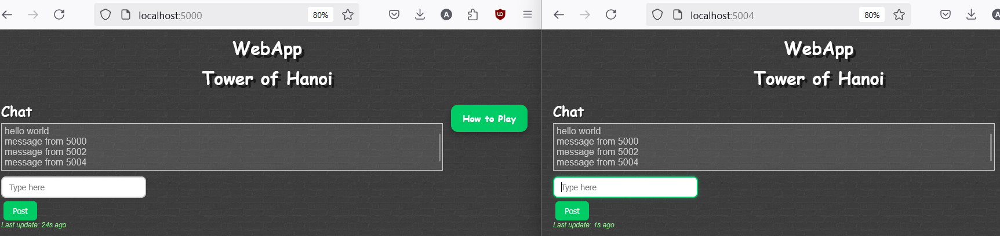 localhost:5000
80%
A
WebApp
Tower of Hanoi
Chat
How to Play
hello world
message from 5000
message from 5002
message from 5004
Type here
Post
Last update: 24s ago
localhost:5004
80%
A
WebApp
Tower of Hanoi
Chat
hello world
message from 5000
message from 5002
message from 5004
Type here
Post
Last update: 1s ago